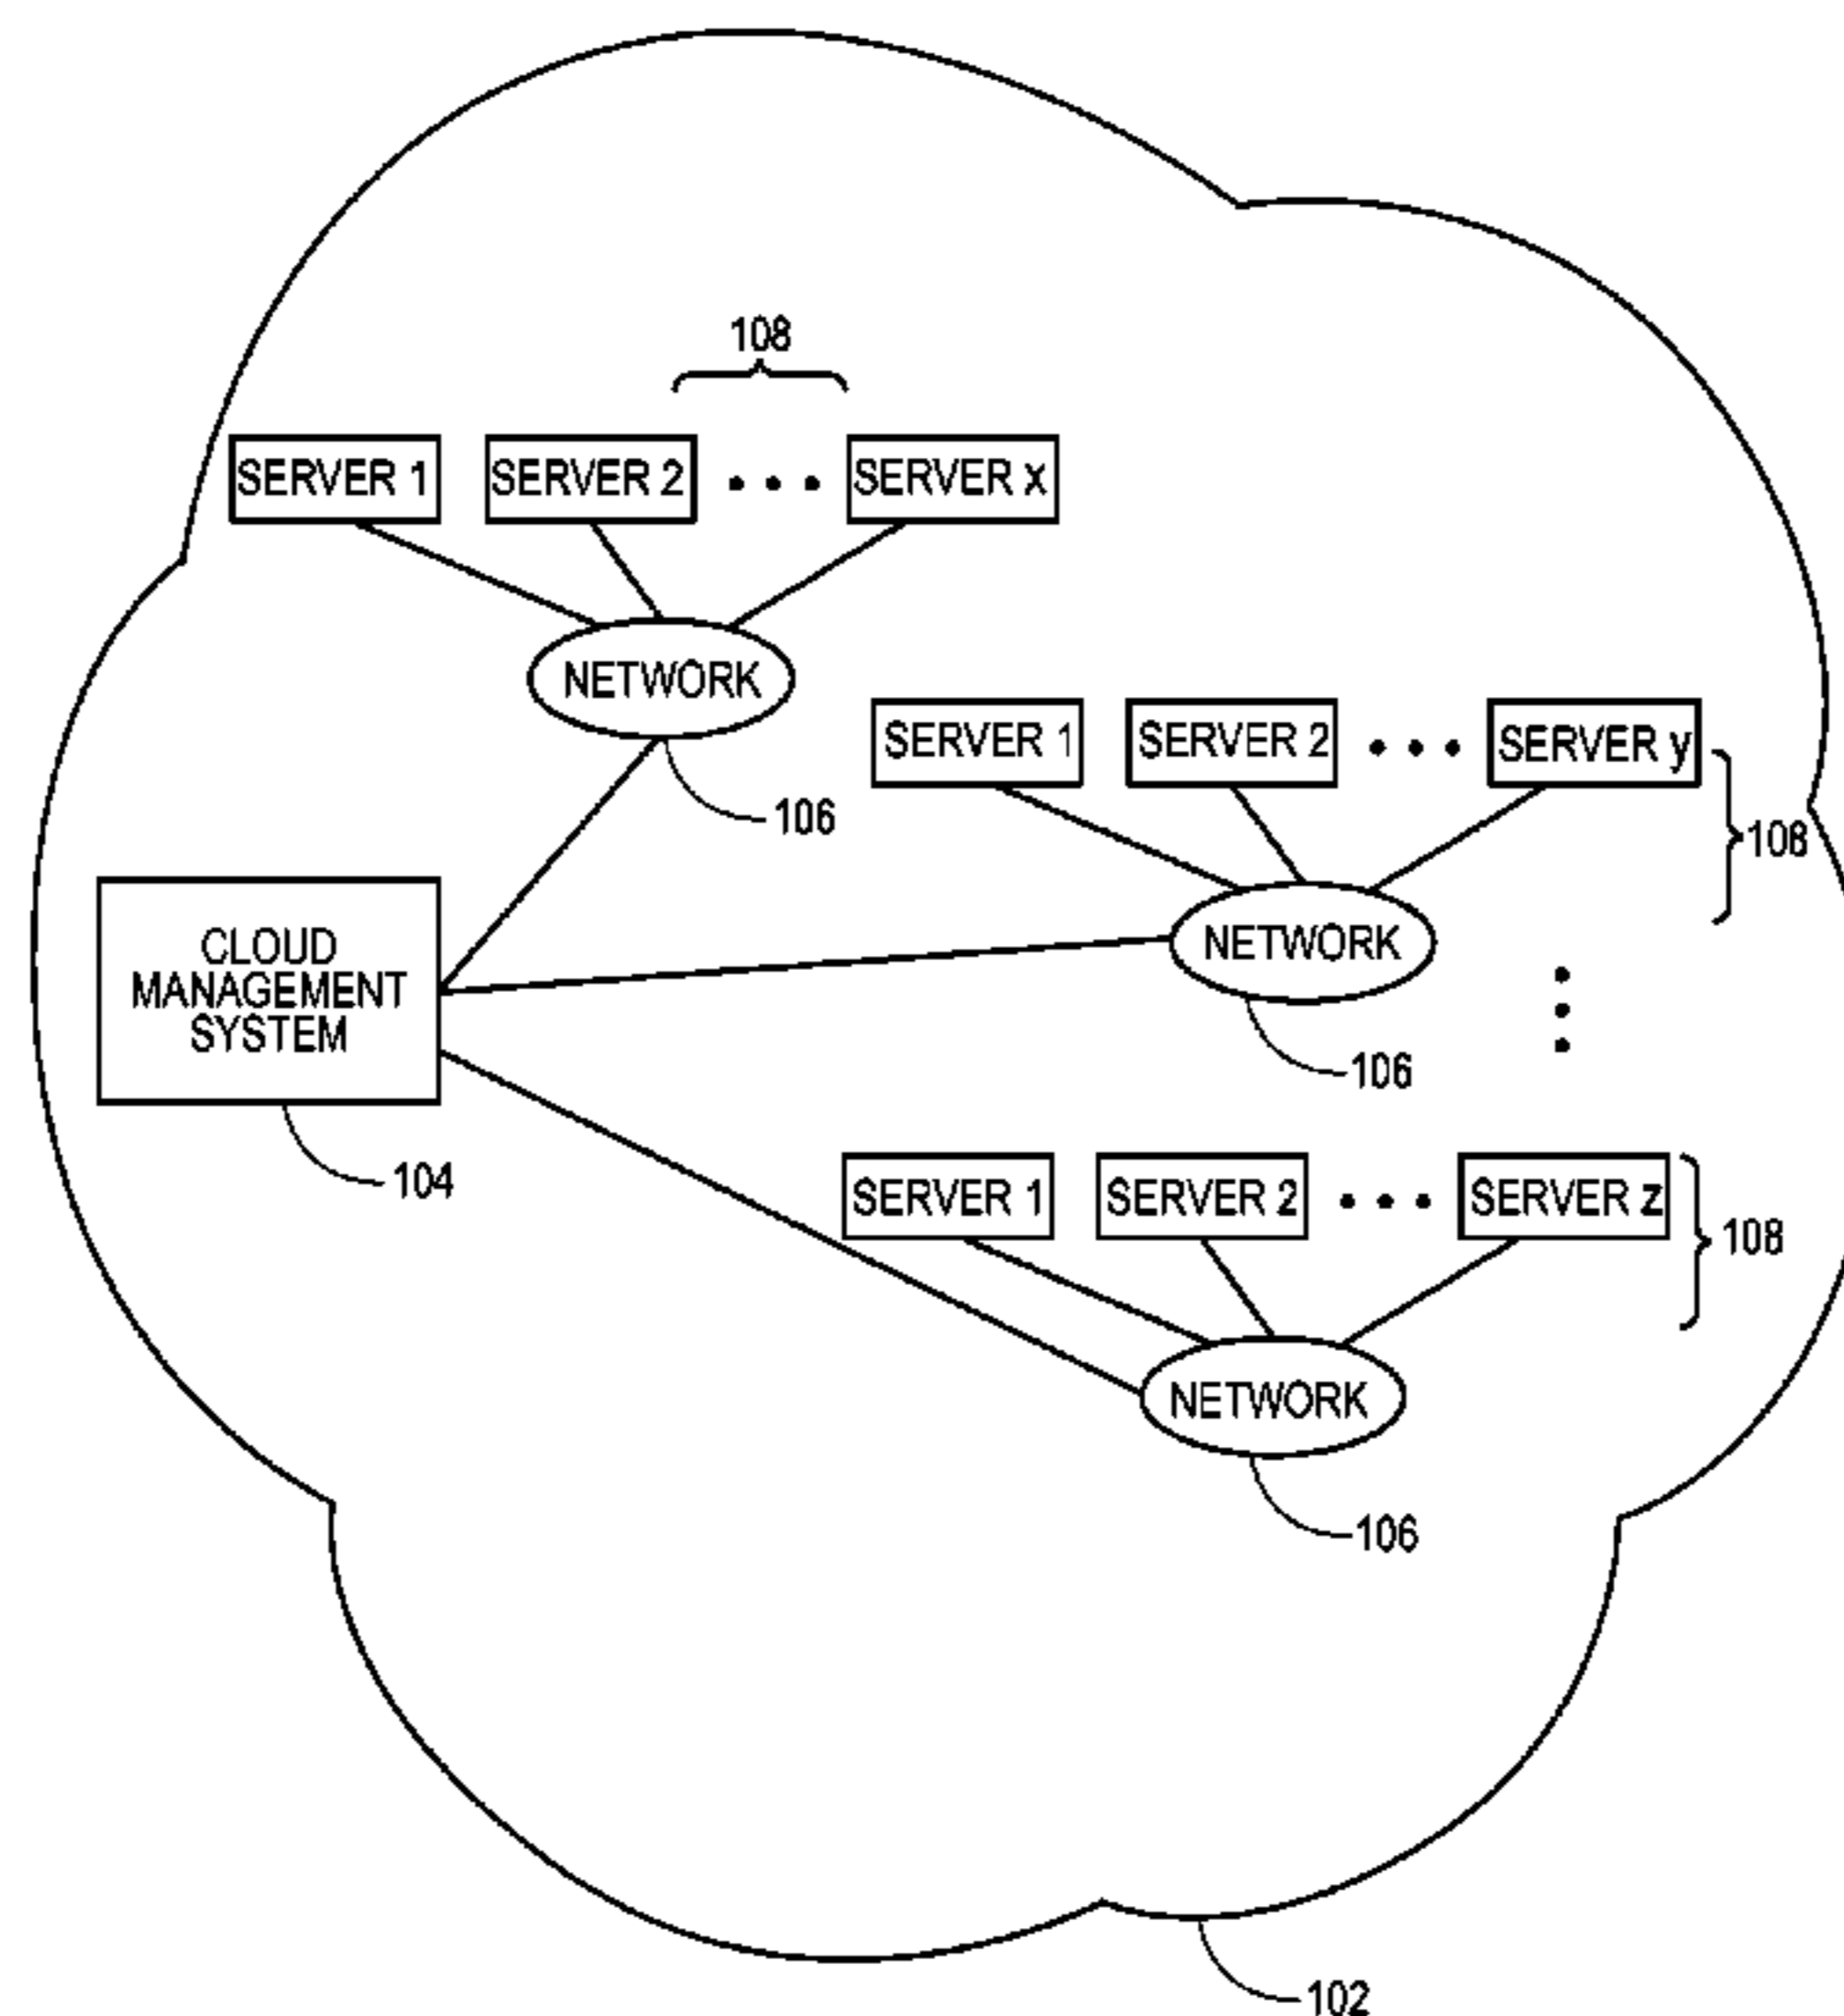 108
SERVER 1 SERVER 2 • • • SERVER x
NETWORK
106
SERVER 1 SERVER 2 • • • SERVER y
108
NETWORK
106
CLOUD
MANAGEMENT
SYSTEM
104
SERVER 1 SERVER 2 • • • SERVER z
108
NETWORK
106
102